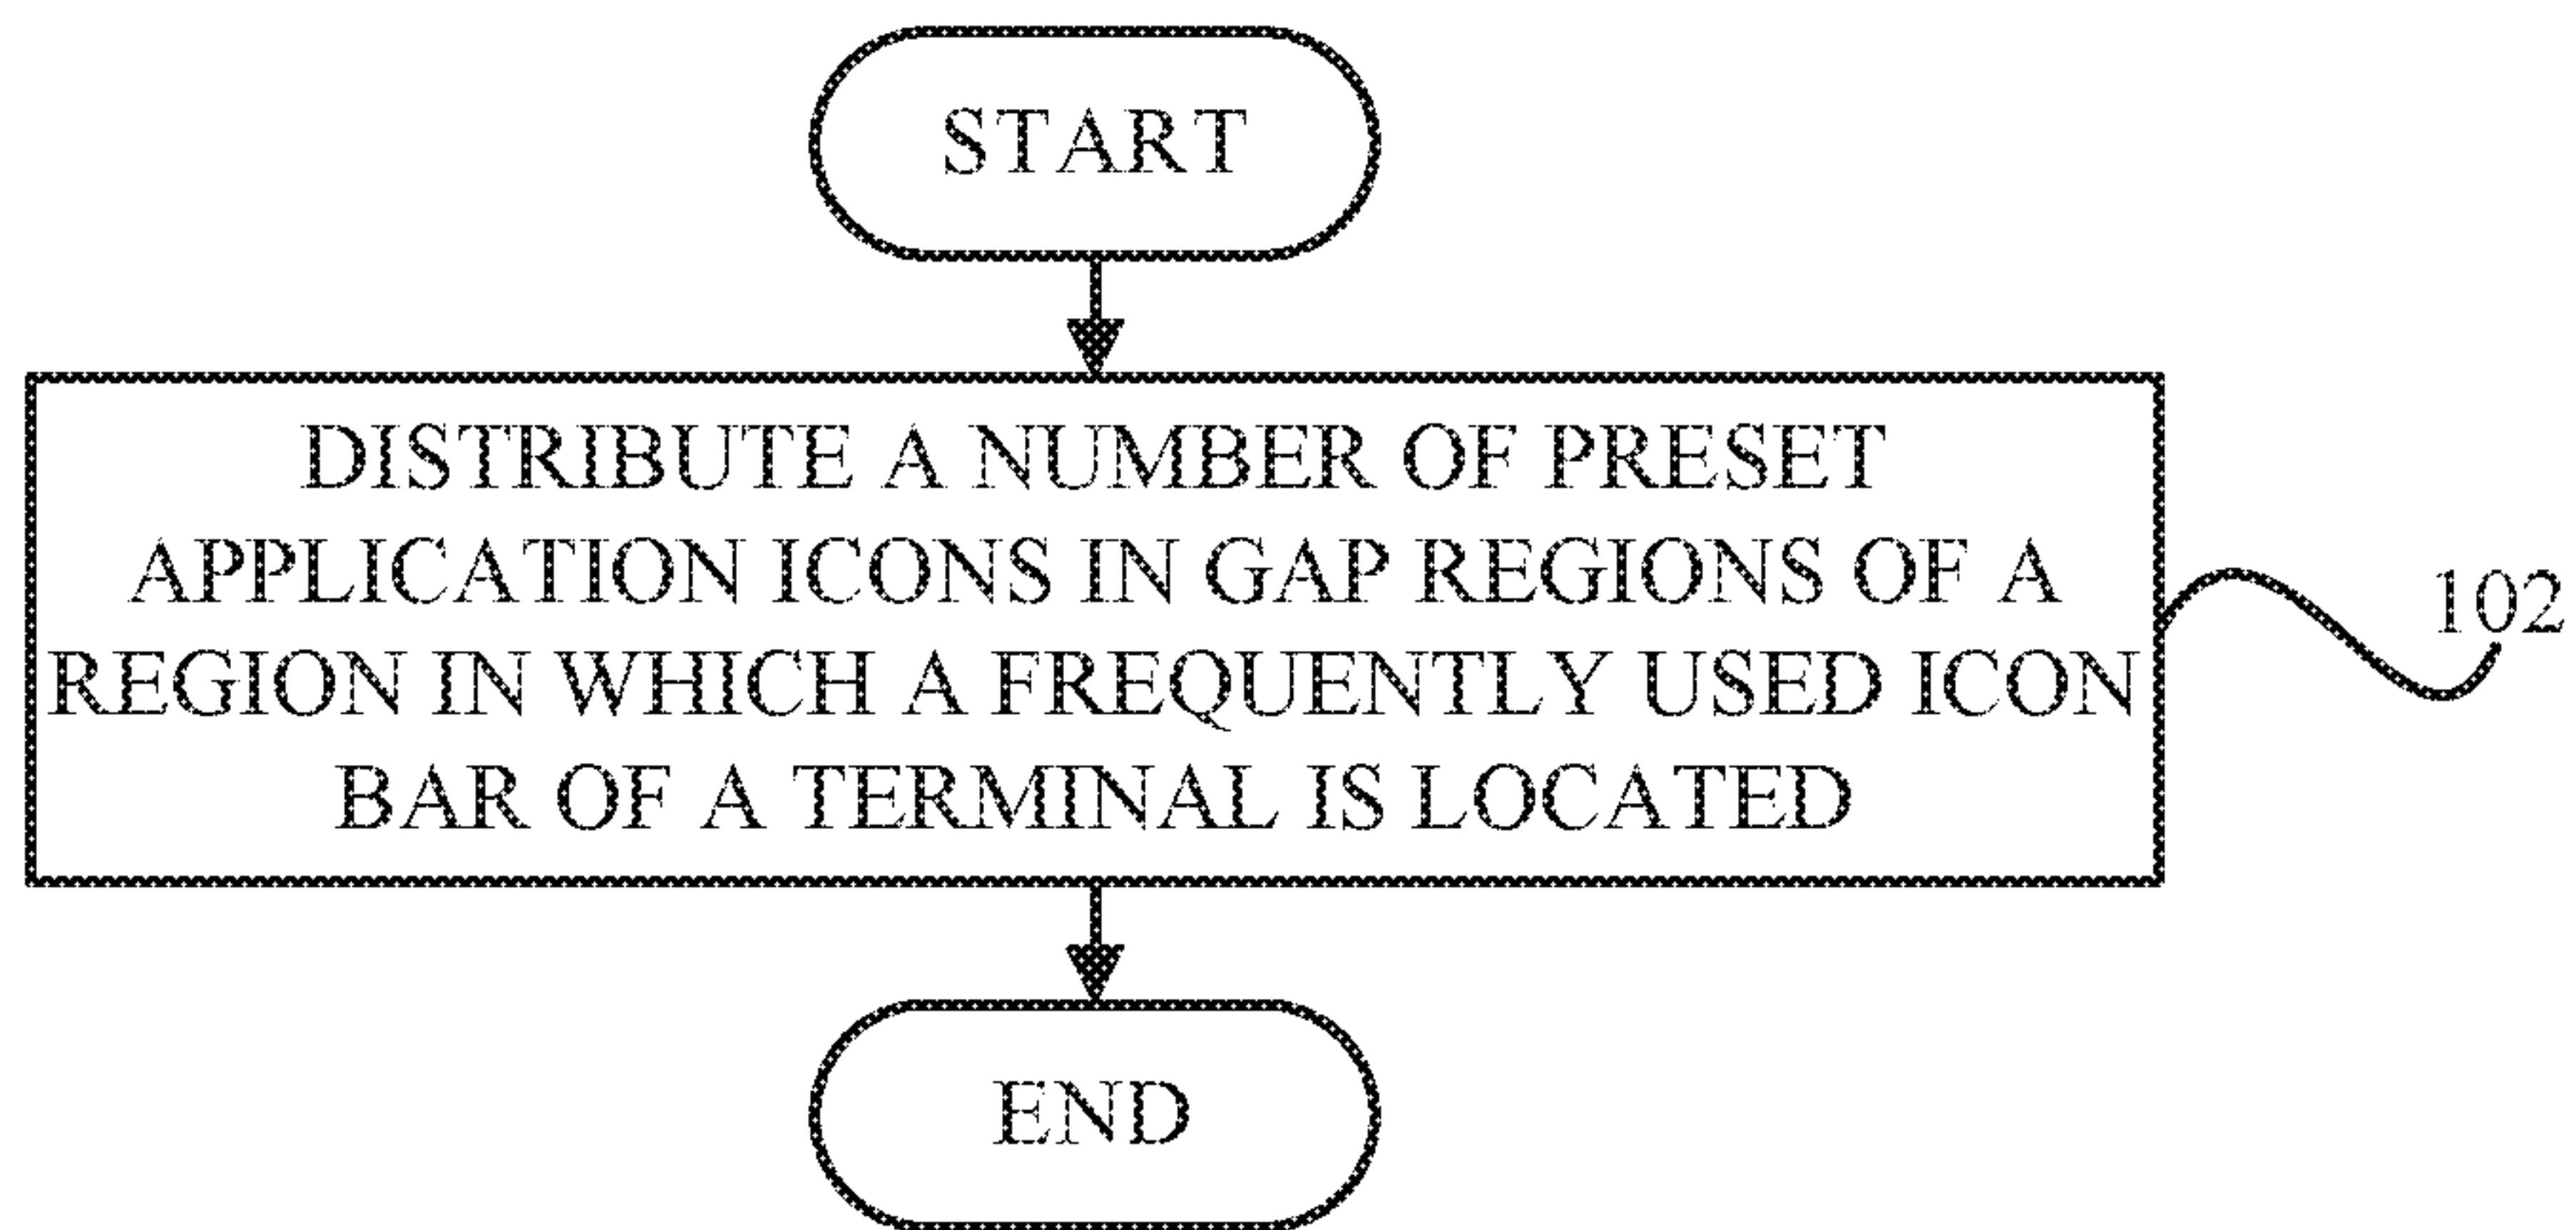 START
DISTRIBUTE A NUMBER OF PRESET
APPLICATION ICONS IN GAP REGIONS OF A
REGION IN WHICH A FREQUENTLY USED ICON
BAR OF A TERMINAL IS LOCATED
102
END